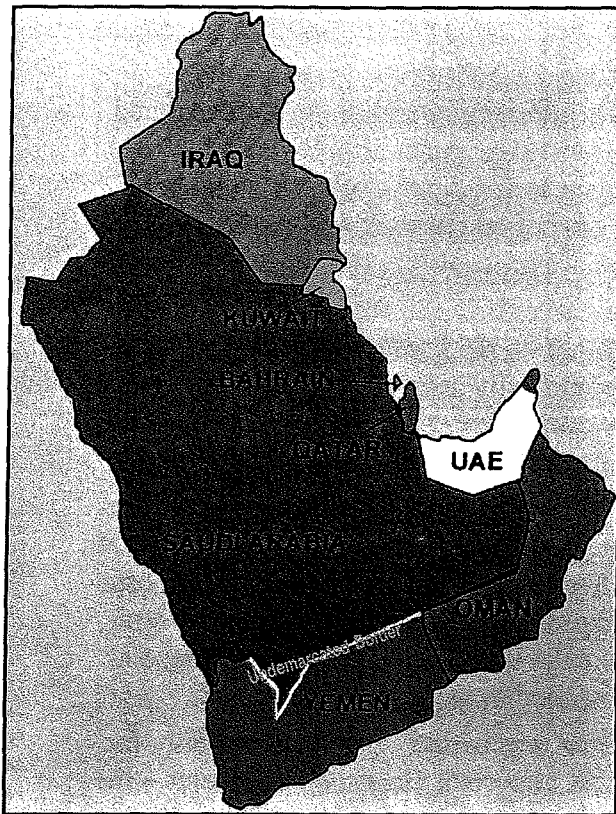 IRAQ
KUWAIT
BAHRAIN
QATAR
UAE
SAUDI ARABIA
OMAN
Undemarcated Border
YEMEN